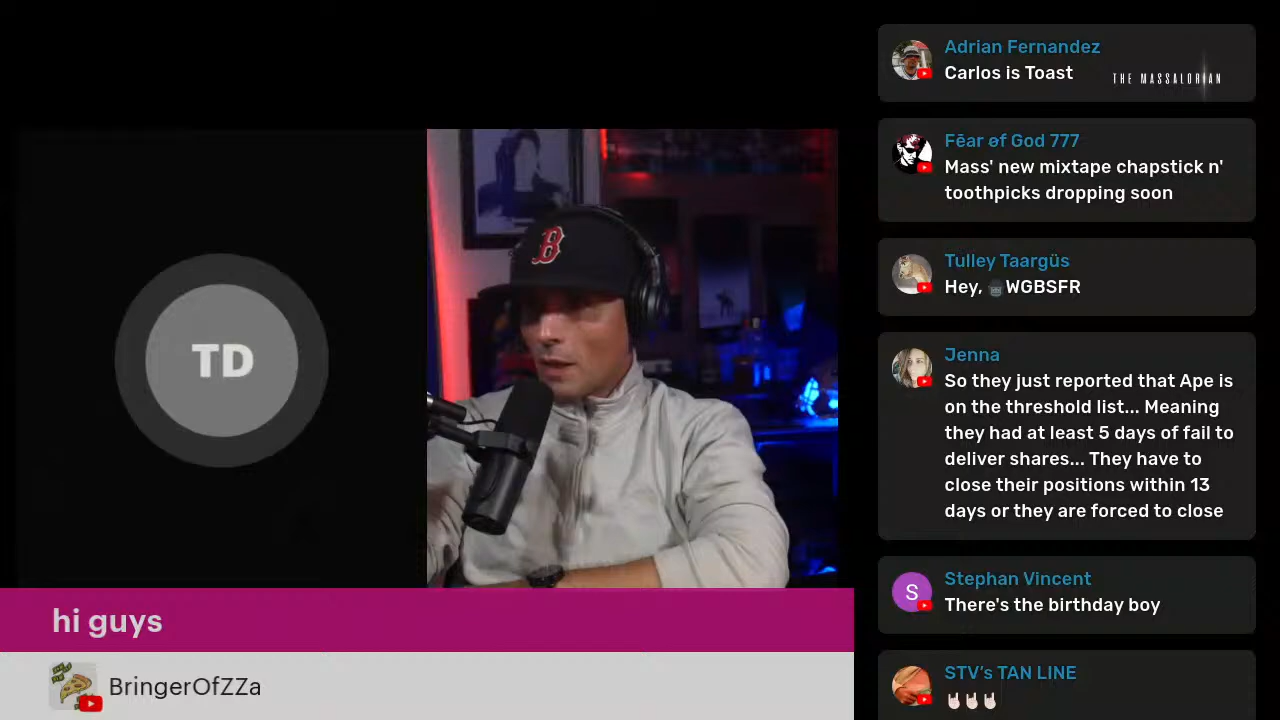 TD
B
hi guys
BringerOfZZa
Adrian Fernandez
Carlos is Toast
THE MASSALORIAN
Fēar øf God 777
Mass' new mixtape chapstick n'
toothpicks dropping soon
Tulley Taargüs
Hey, WGBSFR
Jenna
So they just reported that Ape is
on the threshold list... Meaning
they had at least 5 days of fail to
deliver shares... They have to
close their positions within 13
days or they are forced to close
S
Stephan Vincent
There's the birthday boy
STV's TAN LINE